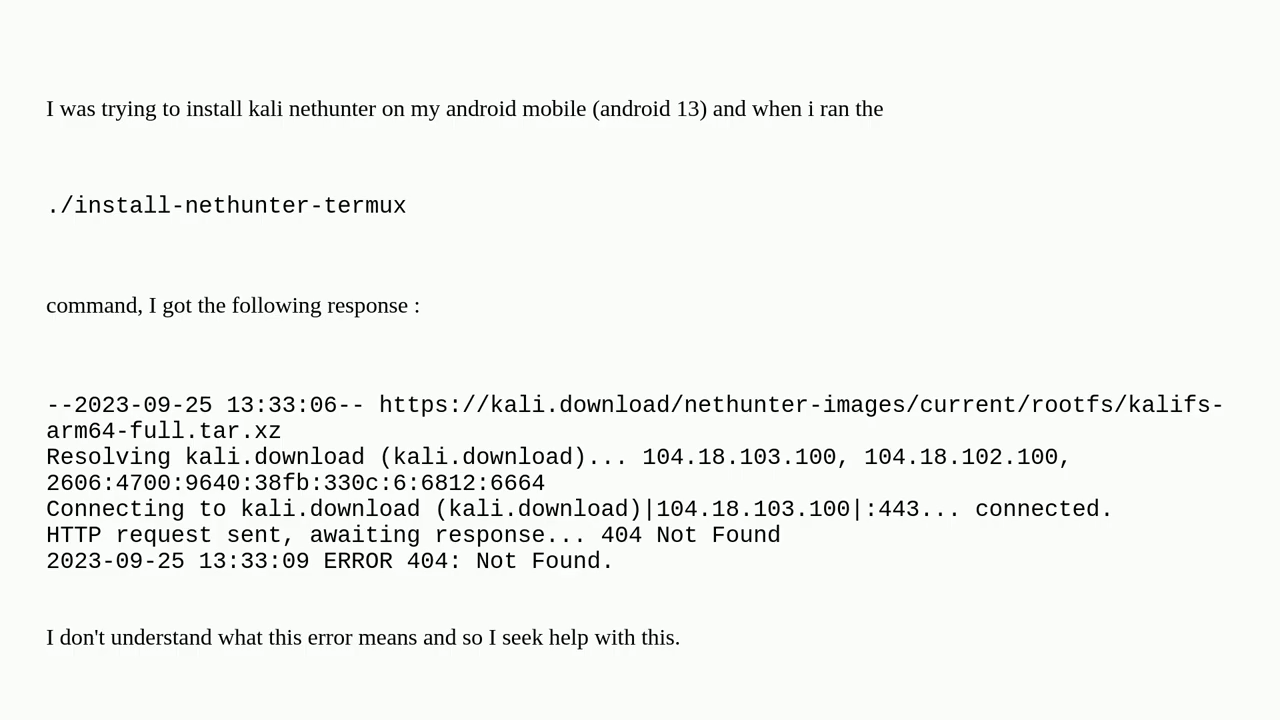 I was trying to install kali nethunter on my android mobile (android 13) and when i ran the
./install-nethunter-termux
command, I got the following response :
--2023-09-25 13:33:06-- https://kali.download/nethunter-images/current/rootfs/kalifs-
arm64-full.tar.xz
Resolving kali.download (kali.download)... 104.18.103.100, 104.18.102.100,
2606:4700:9640:38fb:330c:6:6812:6664
Connecting to kali.download (kali.download)|104.18.103.100|:443... connected.
HTTP request sent, awaiting response... 404 Not Found
2023-09-25 13:33:09 ERROR 404: Not Found.
I don't understand what this error means and so I seek help with this.